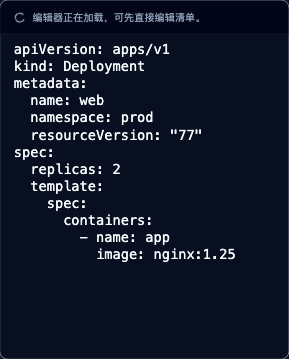 编辑器正在加载，可先直接编辑清单。
apiVersion: apps/v1
kind: Deployment
metadata:
  name: web
  namespace: prod
  resourceVersion: "77"
spec:
  replicas: 2
  template:
    spec:
      containers:
        - name: app
          image: nginx:1.25